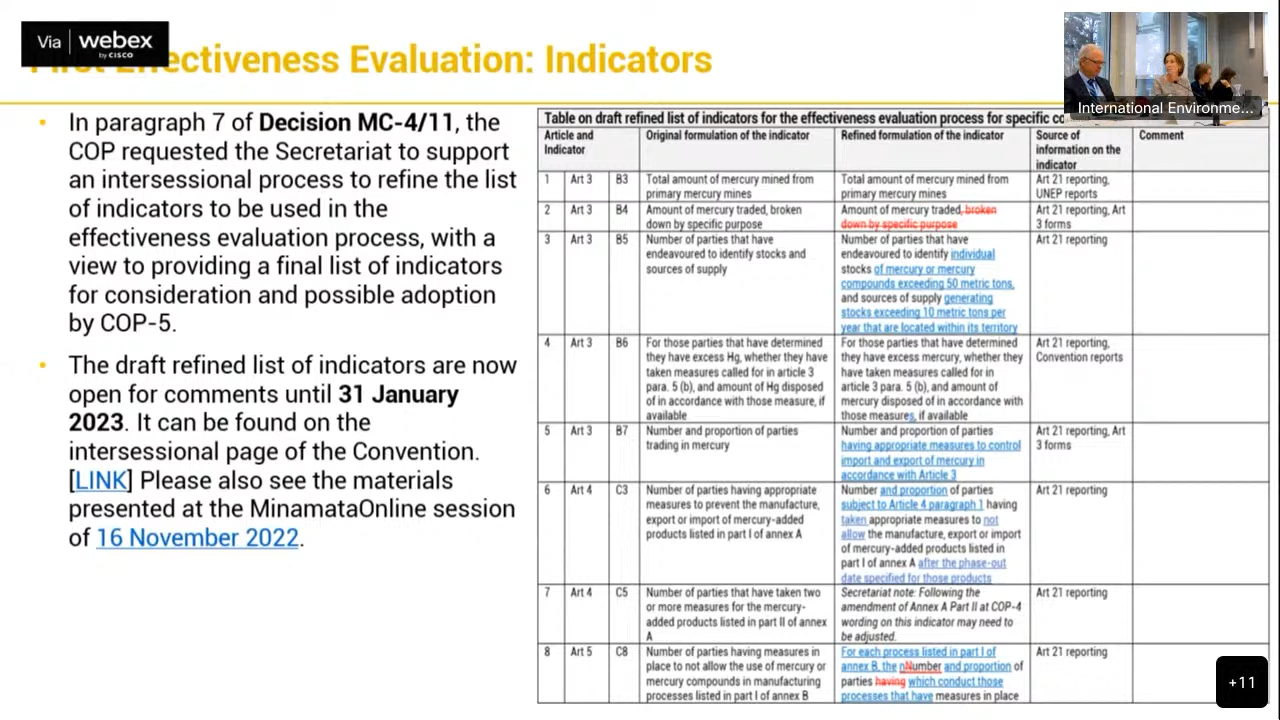 Via webex
by CISCO
ectiveness Evaluation: Indicators
International Environme...
In paragraph 7 of Decision MC-4/11, the
COP requested the Secretariat to support
an intersessional process to refine the list
of indicators to be used in the
effectiveness evaluation process, with a
view to providing a final list of indicators
for consideration and possible adoption
by COP-5.
The draft refined list of indicators are now
open for comments until 31 January
2023. It can be found on the
intersessional page of the Convention.
[LINK] Please also see the materials
presented at the MinamataOnline session
of 16 November 2022.
Table on draft refined list of indicators for the effectiveness evaluation process for specific co
Article and
Indicator
Original formulation of the indicator
Refined formulation of the indicator
Source of
information on the
indicator
Comment
1 Art 3 B3
Total amount of mercury mined from
primary mercury mines
Total amount of mercury mined from
primary mercury mines
Art 21 reporting,
UNEP reports
2 Art 3 B4
Amount of mercury traded, broken
down by specific purpose
Amount of mercury traded, broken
down by specific purpose
Art 21 reporting, Art
3 forms
3 Art 3 B5
Number of parties that have
endeavoured to identify stocks and
sources of supply
Number of parties that have
endeavoured to identify individual
stocks of mercury or mercury
compounds exceeding 50 metric tons,
and sources of supply generating
stocks exceeding 10 metric tons per
year that are located within its territory
Art 21 reporting
4 Art 3 B6
For those parties that have determined
they have excess Hg, whether they have
taken measures called for in article 3
para. 5 (b), and amount of Hg disposed
of in accordance with those measure, if
available
For those parties that have determined
they have excess mercury, whether they
have taken measures called for in
article 3 para. 5 (b), and amount of
mercury disposed of in accordance with
those measures, if available
Art 21 reporting,
Convention reports
5 Art 3 B7
Number and proportion of parties
trading in mercury
Number and proportion of parties
having appropriate measures to control
import and export of mercury in
accordance with Article 3
Art 21 reporting, Art
3 forms
6 Art 4 C3
Number of parties having appropriate
measures to prevent the manufacture,
export or import of mercury-added
products listed in part I of annex A
Number and proportion of parties
subject to Article 4 paragraph 1 having
taken appropriate measures to not
allow the manufacture, export or import
of mercury-added products listed in
part I of annex A after the phase-out
date specified for those products
Art 21 reporting
7 Art 4 C5
Number of parties that have taken two
or more measures for the mercury-
added products listed in part II of annex
A
Secretariat note: Following the
amendment of Annex A Part II at COP-4
wording on this indicator may need to
be adjusted.
Art 21 reporting
8 Art 5 C8
Number of parties having measures in
place to not allow the use of mercury or
mercury compounds in manufacturing
processes listed in part I of annex B
For each process listed in part I of
annex B, the nNumber and proportion of
parties having which conduct those
processes that have measures in place
Art 21 reporting
+11